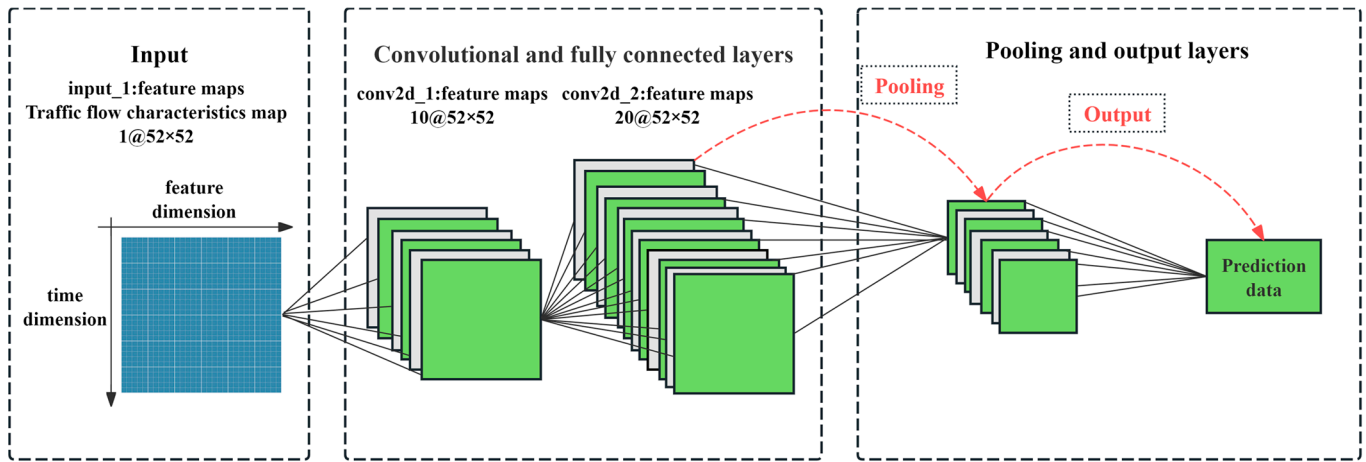 Input
input_1:feature maps
Traffic flow characteristics map
1@52×52
feature
dimension
time
dimension
Convolutional and fully connected layers
conv2d_1:feature maps
10@52×52
conv2d_2:feature maps
20@52×52
Pooling and output layers
Pooling
Output
Prediction
data